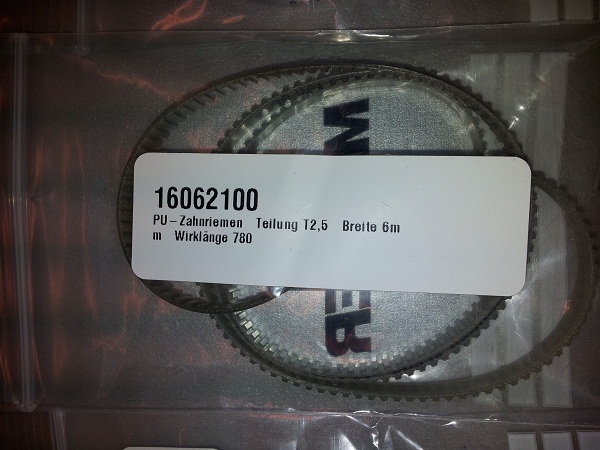 16062100
PU-Zahnriemen Teilung T2,5 Breite 6m
m Wirklänge 780